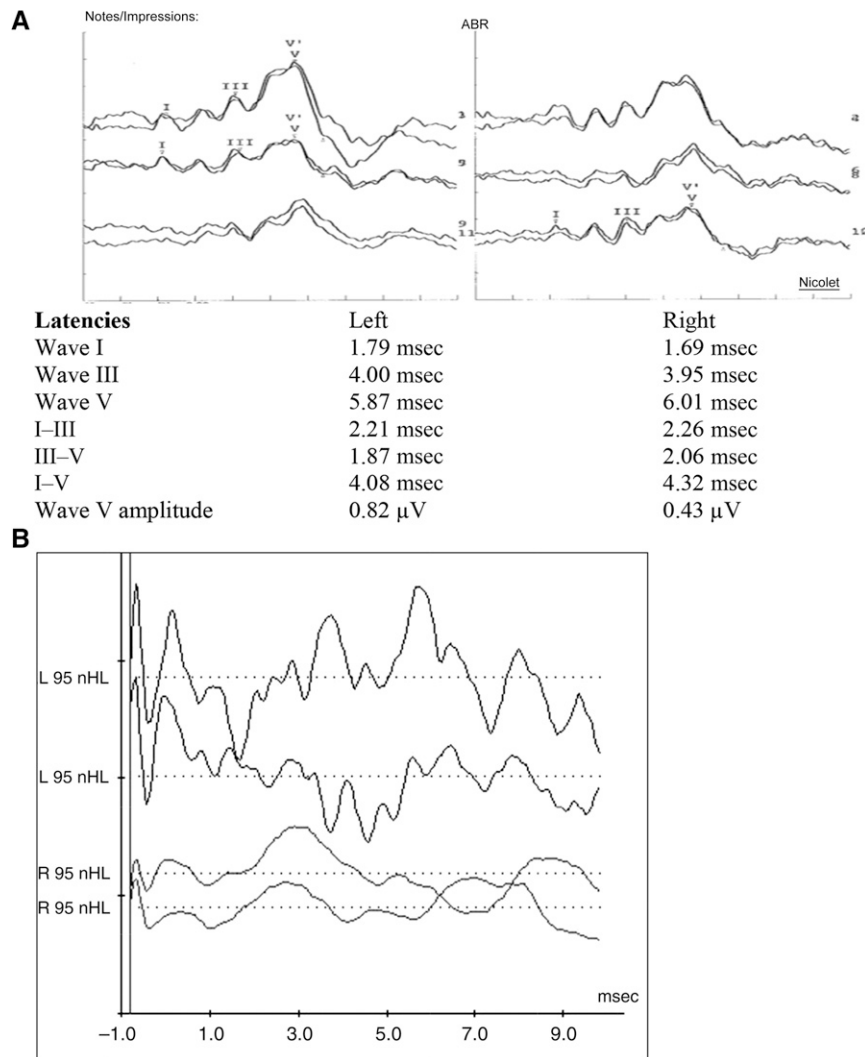 A
Notes/Impressions:
ABR
V'
V
III
I
1
V'
V
III
I
9
11
V'
V
III
I
12
Nicolet
Latencies Left Right
Wave I 1.79 msec 1.69 msec
Wave III 4.00 msec 3.95 msec
Wave V 5.87 msec 6.01 msec
I–III 2.21 msec 2.26 msec
III–V 1.87 msec 2.06 msec
I–V 4.08 msec 4.32 msec
Wave V amplitude 0.82 µV 0.43 µV
B
L 95 nHL
L 95 nHL
R 95 nHL
R 95 nHL
msec
–1.0 1.0 3.0 5.0 7.0 9.0